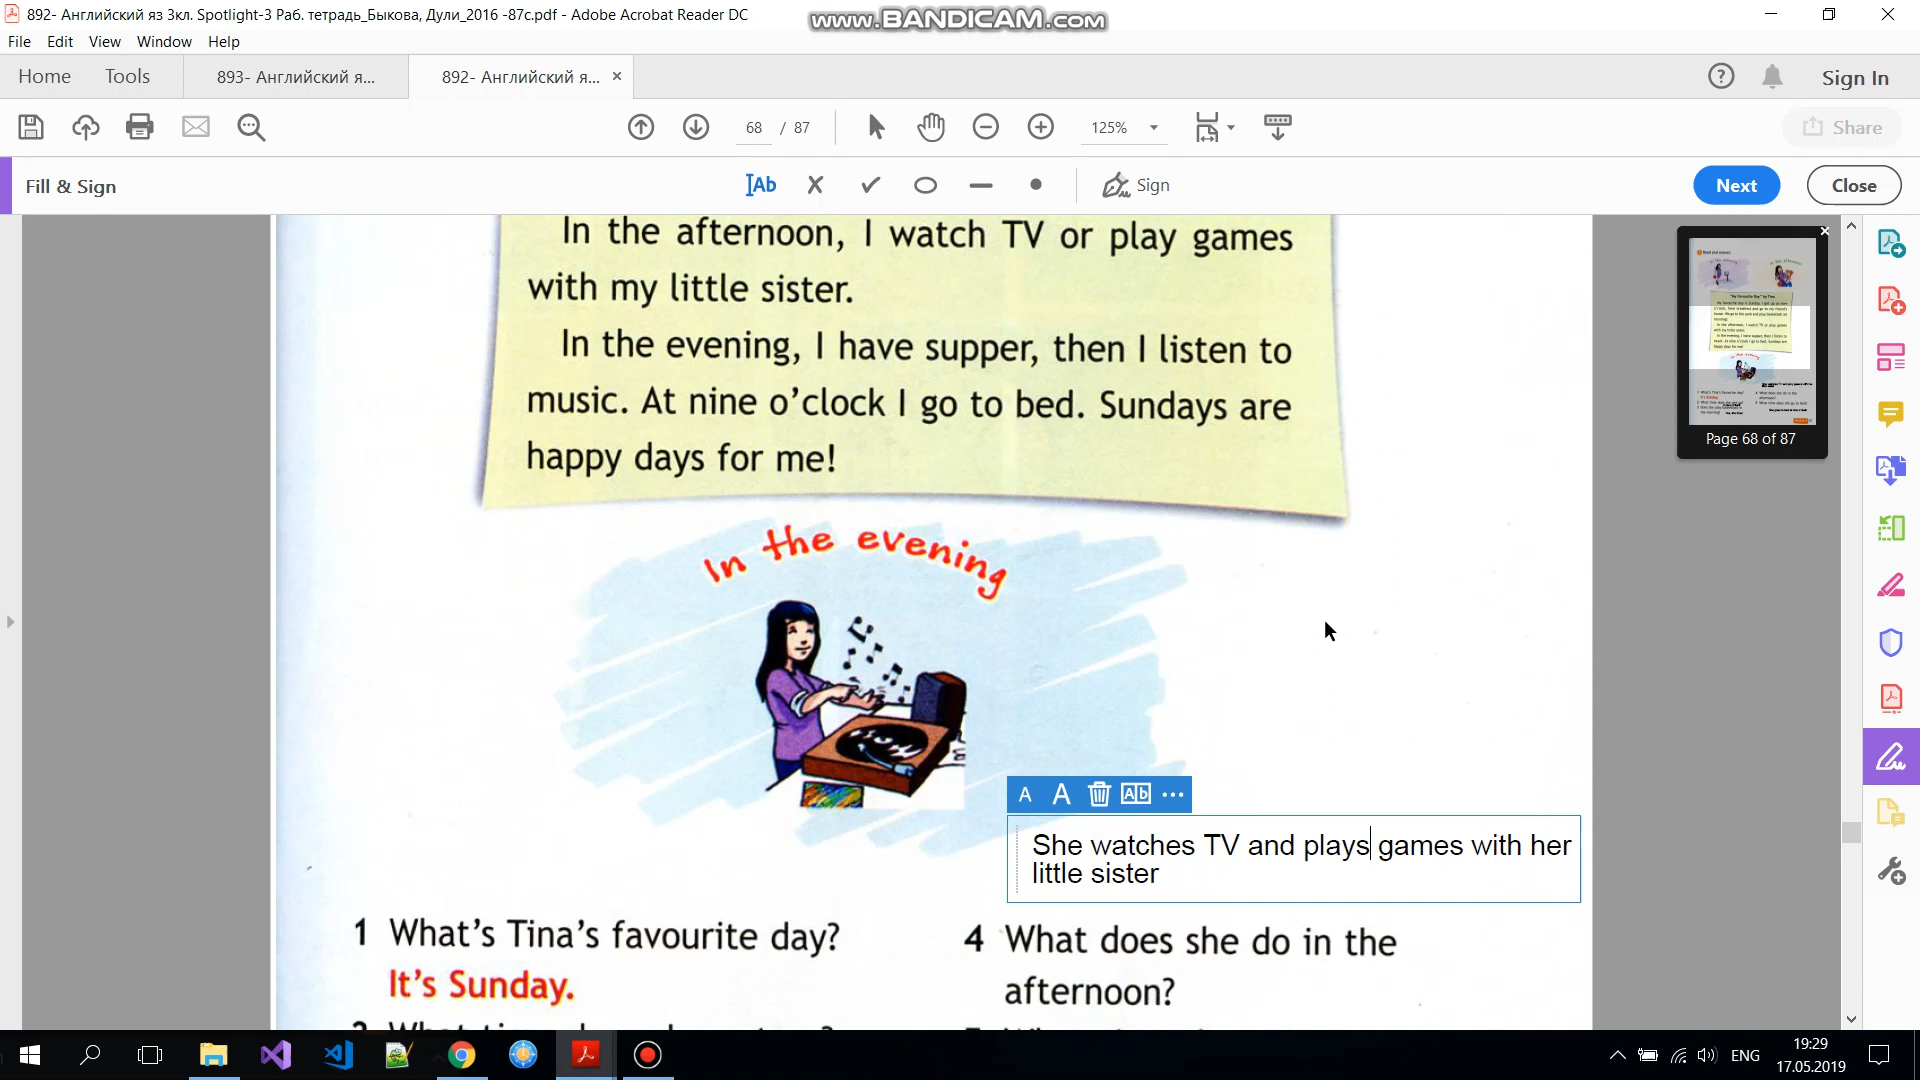 892- Английский яз 3кл. Spotlight-3 Раб. тетрадь_Быкова, Дули_2016 -87с.pdf - Adobe Acrobat Reader DC
www.BANDICAM.com
File Edit View Window Help
Home Tools 893- Английский я... 892- Английский я... Sign In
68 / 87 125% Share
Fill & Sign Ab Sign Next Close
In the afternoon, I watch TV or play games
with my little sister.
In the evening, I have supper, then I listen to
music. At nine o'clock I go to bed. Sundays are
happy days for me!
Page 68 of 87
In the evening
A A Ab
She watches TV and plays games with her
little sister
1 What's Tina's favourite day?
It's Sunday.
4 What does she do in the
afternoon?
19:29
ENG
17.05.2019